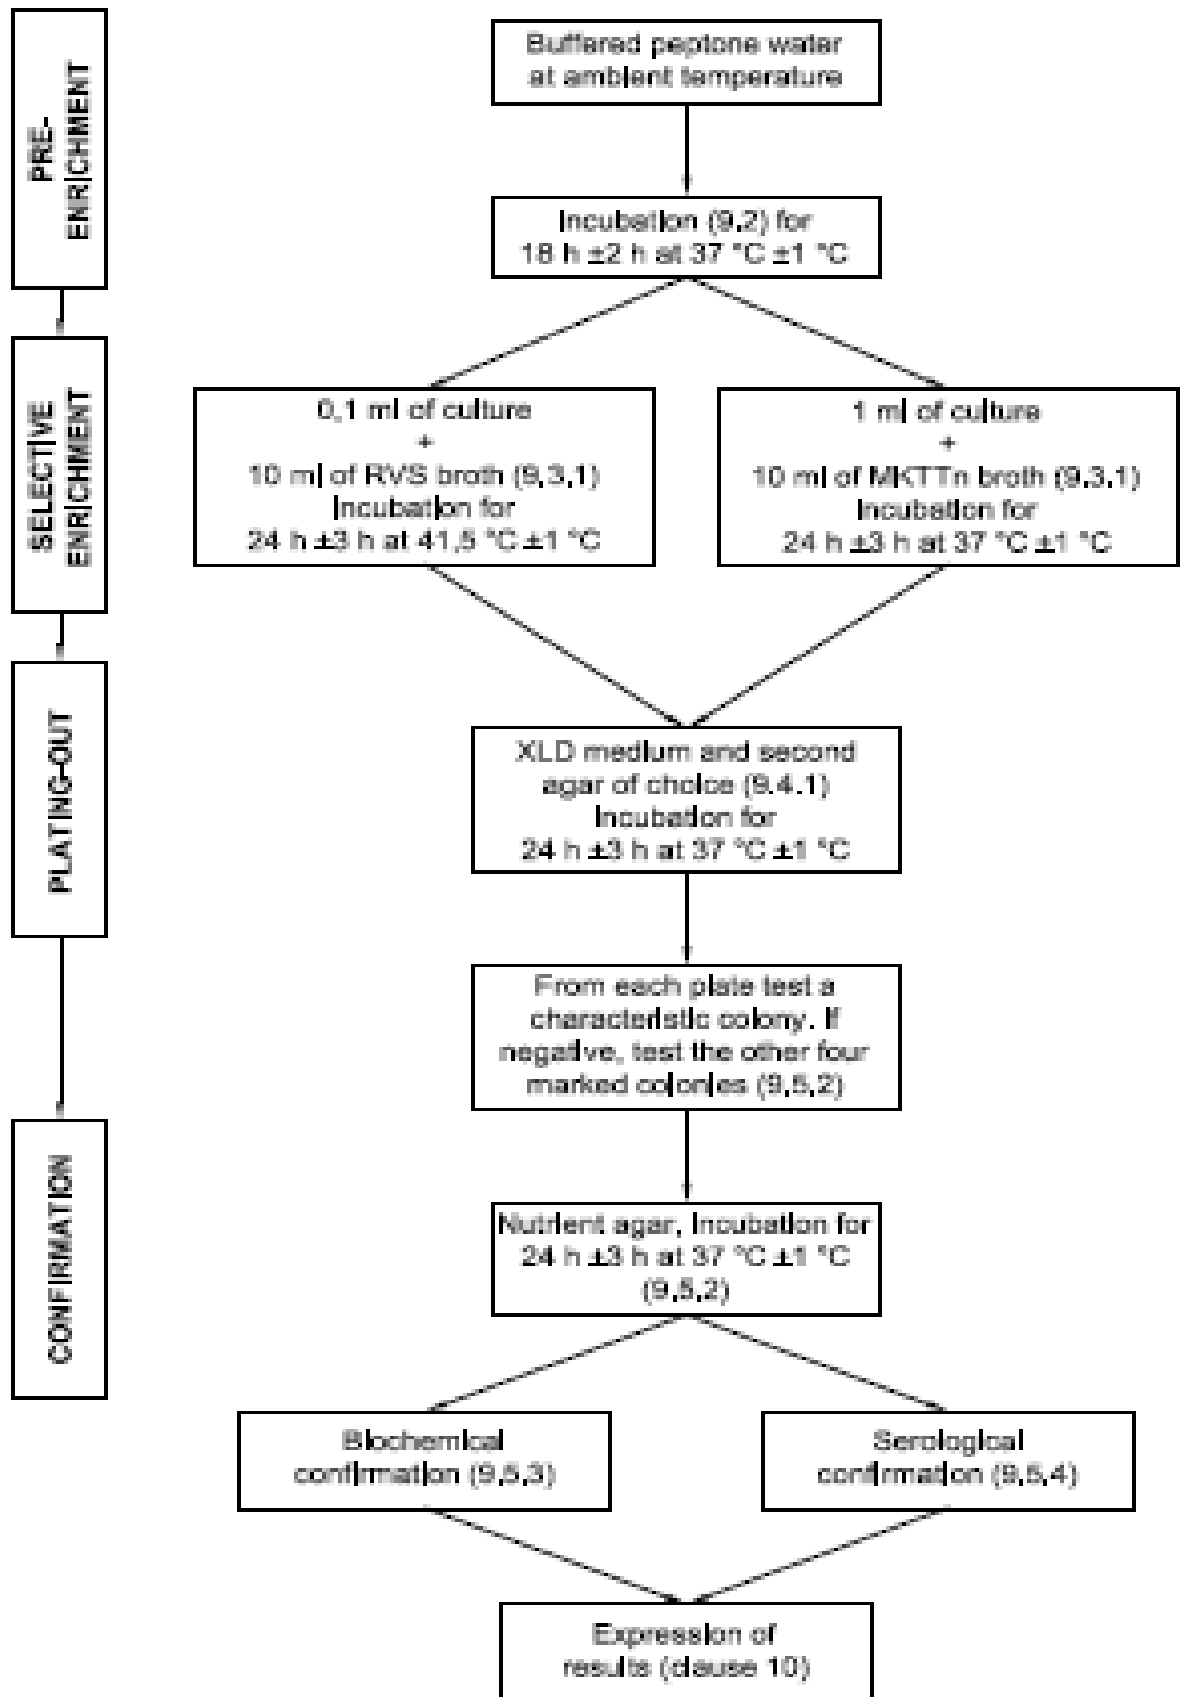 PRE-
ENRICHMENT
Buffered peptone water
at ambient temperature
Incubation (9,2) for
18 h ±2 h at 37 °C ±1 °C
SELECTIVE
ENRICHMENT
0,1 ml of culture
+
10 ml of RVS broth (9,3,1)
Incubation for
24 h ±3 h at 41,5 °C ±1 °C
1 ml of culture
+
10 ml of MKTTn broth (9,3,1)
Incubation for
24 h ±3 h at 37 °C ±1 °C
PLATING-OUT
XLD medium and second
agar of choice (9.4.1)
Incubation for
24 h ±3 h at 37 °C ±1 °C
From each plate test a
characteristic colony. If
negative, test the other four
marked colonies (9,5,2)
CONFIRMATION
Nutrient agar, Incubation for
24 h ±3 h at 37 °C ±1 °C
(9,5,2)
Biochemical
confirmation (9,5,3)
Serological
confirmation (9,5,4)
Expression of
results (clause 10)